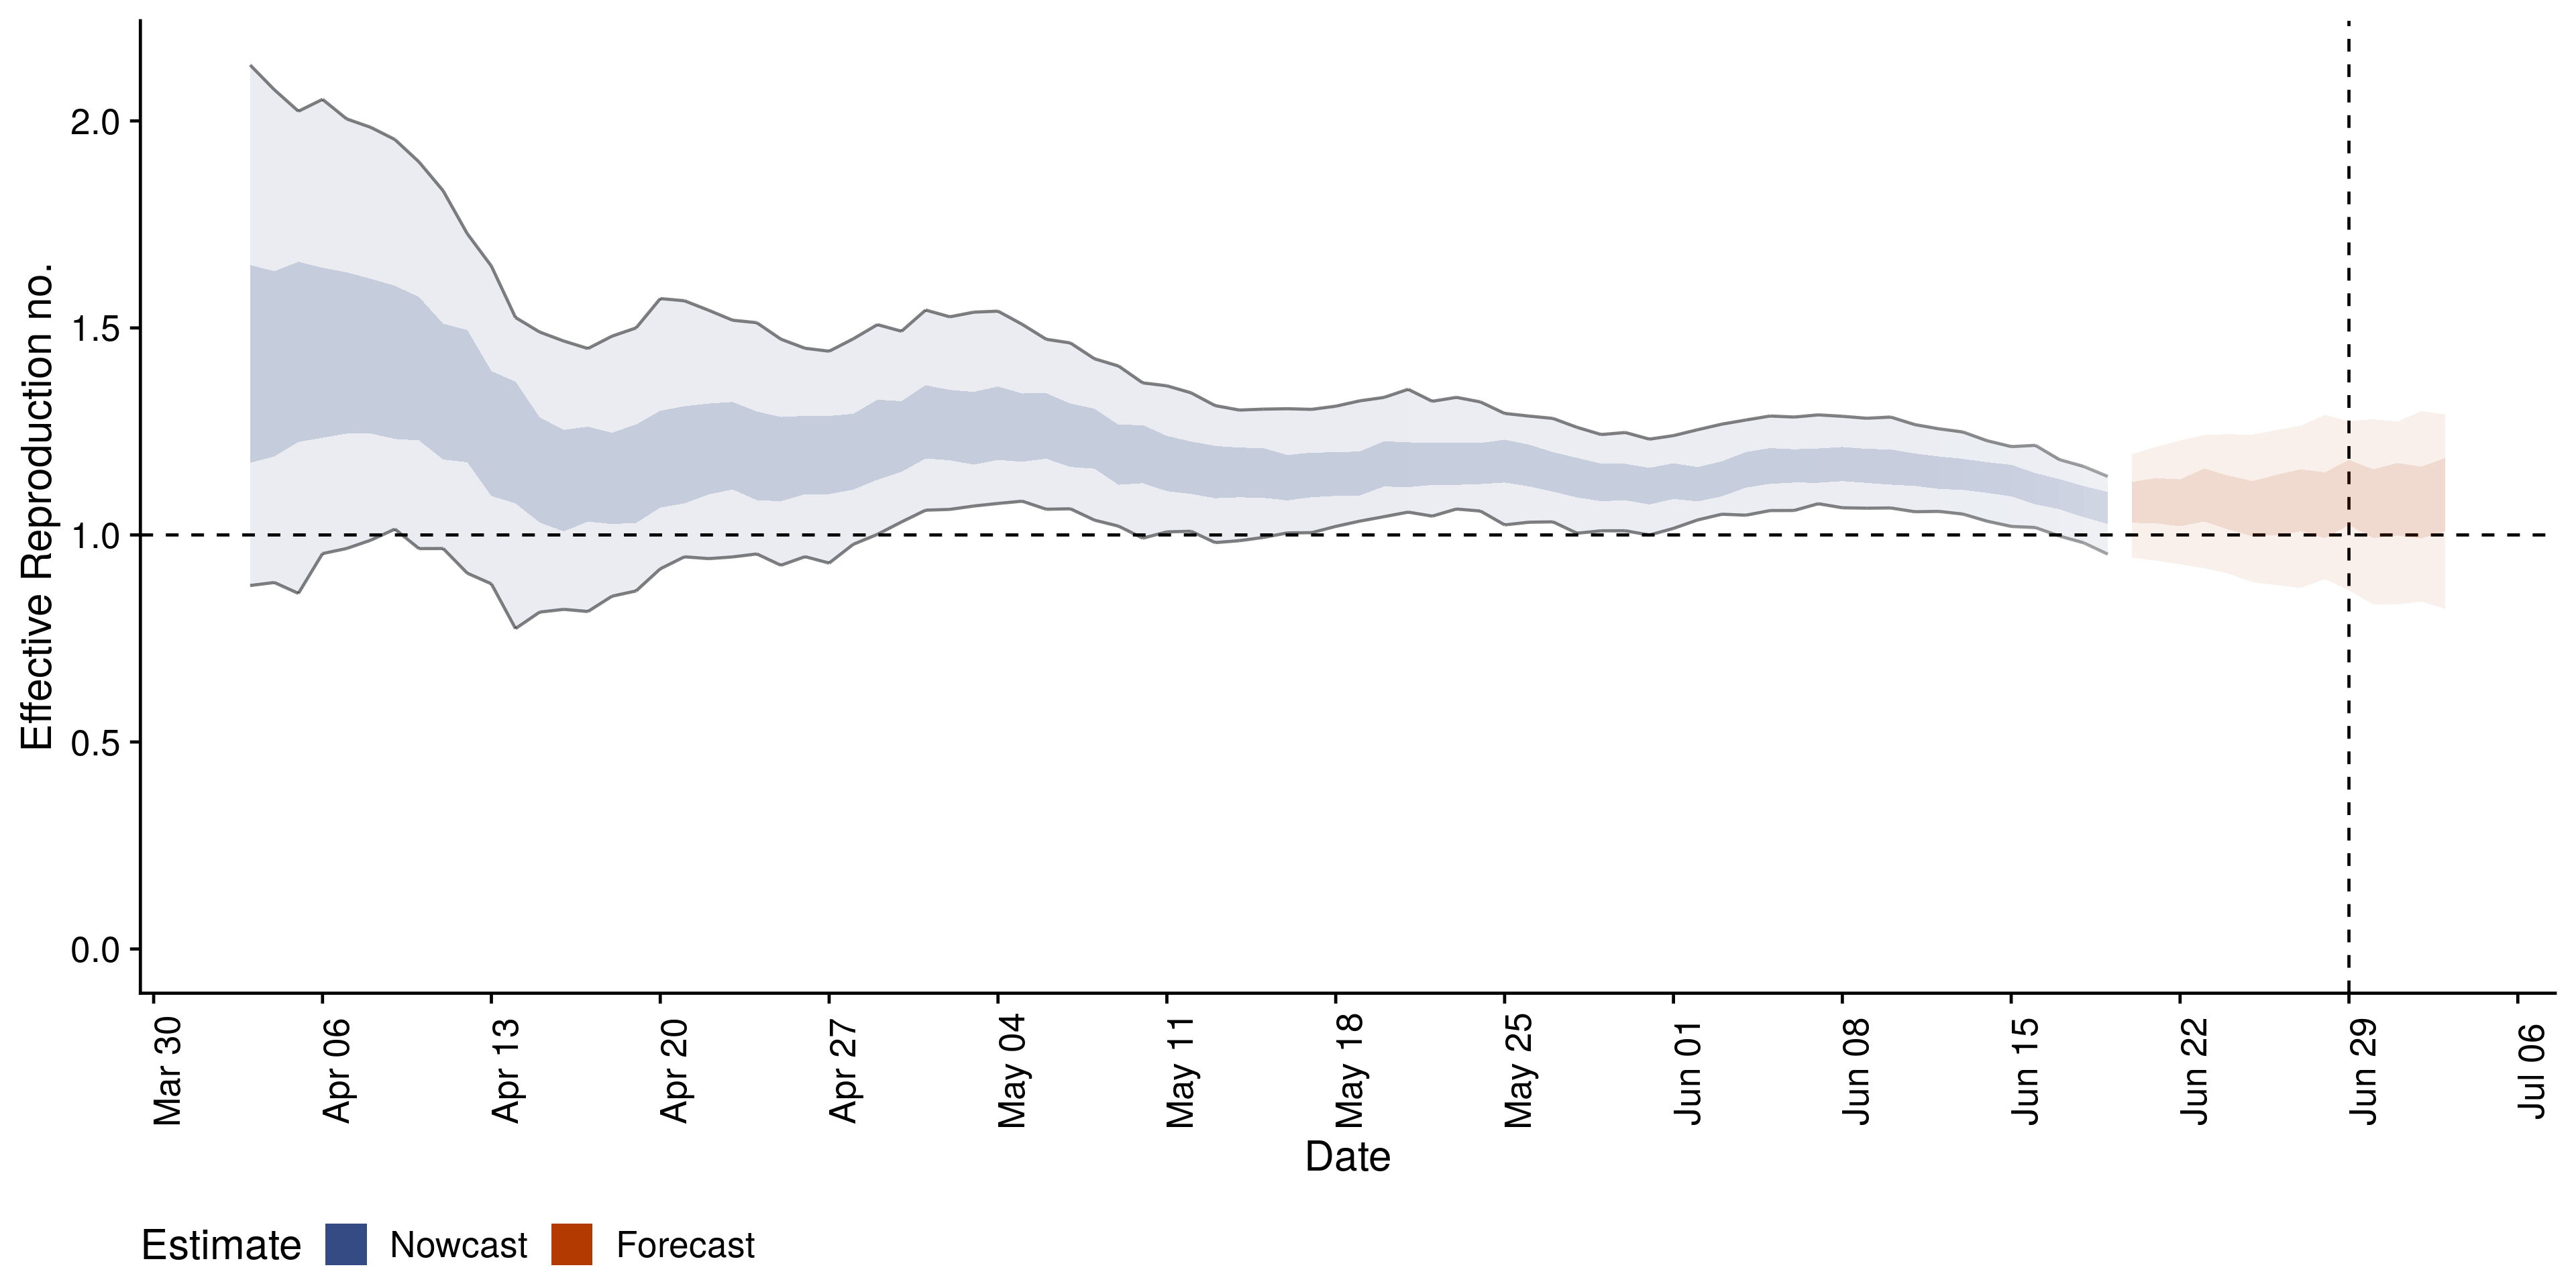 Effective Reproduction no.
2.0
1.5
1.0
0.5
0.0
Mar 30
Apr 06
Apr 13
Apr 20
Apr 27
May 04
May 11
May 18
May 25
Jun 01
Jun 08
Jun 15
Jun 22
Jun 29
Jul 06
Date
Estimate Nowcast Forecast